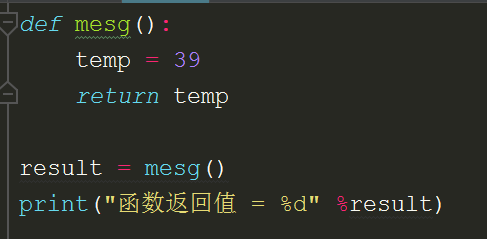 def mesg():
    temp = 39
    return temp
result = mesg()
print("函数返回值 = %d" %result)